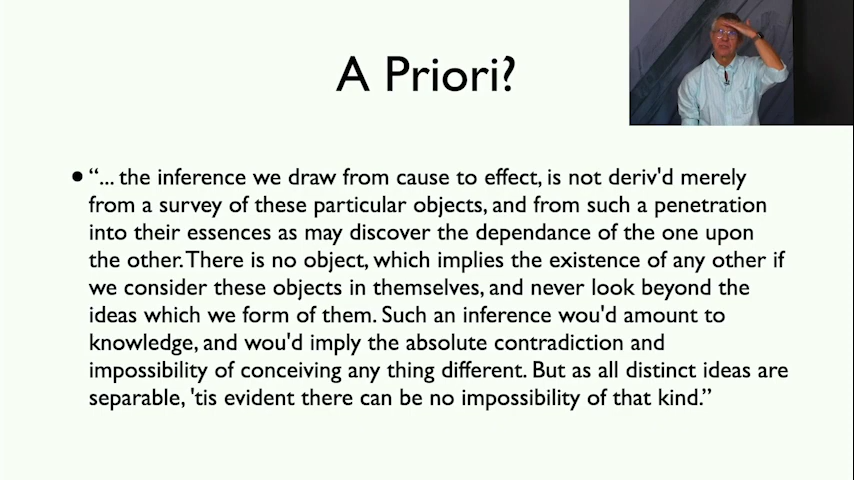 A Priori?
• “... the inference we draw from cause to effect, is not deriv'd merely
from a survey of these particular objects, and from such a penetration
into their essences as may discover the dependance of the one upon
the other. There is no object, which implies the existence of any other if
we consider these objects in themselves, and never look beyond the
ideas which we form of them. Such an inference wou'd amount to
knowledge, and wou'd imply the absolute contradiction and
impossibility of conceiving any thing different. But as all distinct ideas are
separable, 'tis evident there can be no impossibility of that kind.”